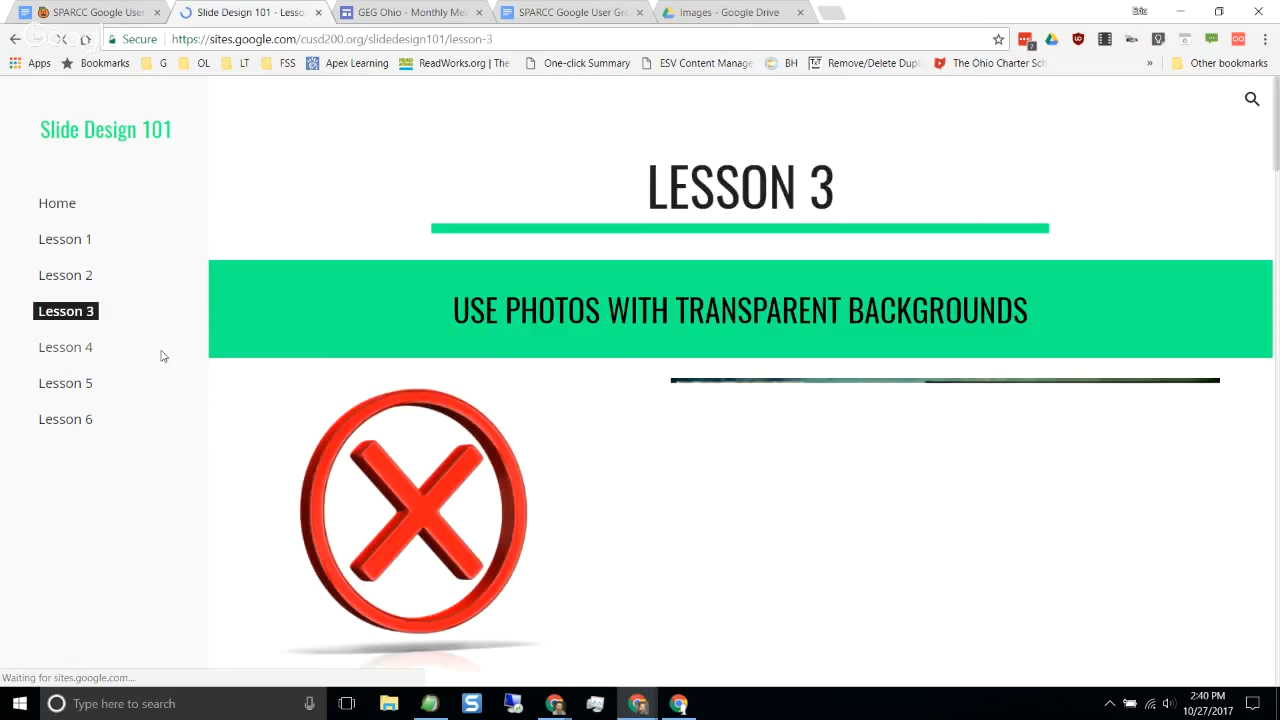 SPARCC Google Users
Slide Design 101 - Lesso
GEG Ohio - Monthly Me
SPARCC Google User Gr
Images - Google Drive
Secure
https://sites.google.com/cusd200.org/slidedesign101/lesson-3
7
Apps
Bookmarks
G
OL
LT
FSS
Apex Learning
ReadWorks.org | The
One-click Summary
ESV Content Manage
BH
Remove/Delete Dupli
The Ohio Charter Sch
»
Other bookmarks
Slide Design 101
Home
Lesson 1
Lesson 2
Lesson 3
Lesson 4
Lesson 5
Lesson 6
LESSON 3
USE PHOTOS WITH TRANSPARENT BACKGROUNDS
Waiting for sites.google.com...
Type here to search
2:40 PM
10/27/2017